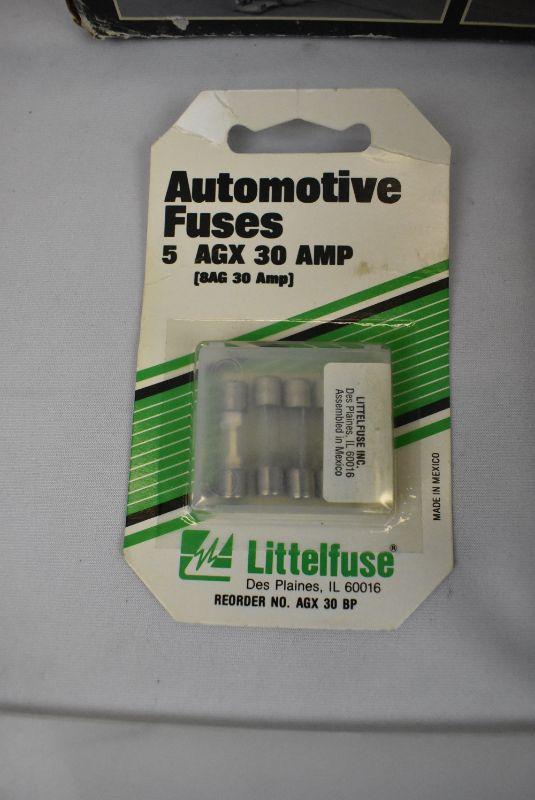 Automotive
Fuses
5 AGX 30 AMP
[8AG 30 Amp]
LITTELFUSE INC.
Des Plaines, IL 60016
Assembled in Mexico
MADE IN MEXICO
Littelfuse®
Des Plaines, IL 60016
REORDER NO. AGX 30 BP